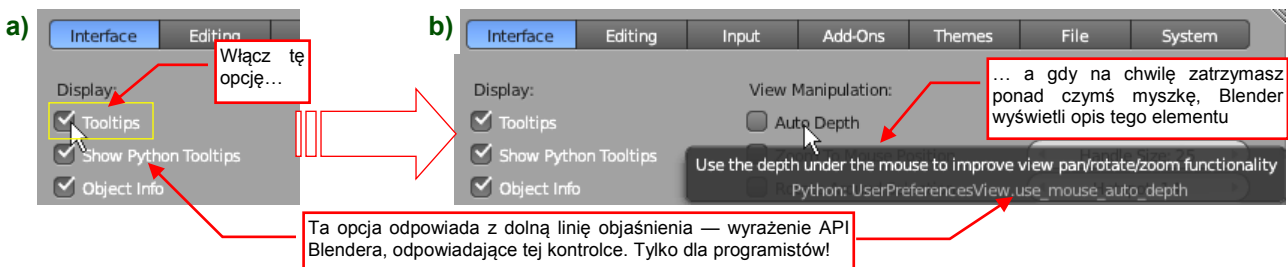 a)
Interface Editing
Włącz tę
opcję…
Display:
Tooltips
Show Python Tooltips
Object Info
b)
Interface Editing Input Add-Ons Themes File System
Display:
View Manipulation:
… a gdy na chwilę zatrzymasz
ponad czymś myszkę, Blender
wyświetli opis tego elementu
Tooltips
Auto Depth
Show Python Tooltips
Object Info
Use the depth under the mouse to improve view pan/rotate/zoom functionality
Python: UserPreferencesView.use_mouse_auto_depth
Ta opcja odpowiada z dolną linię objaśnienia — wyrażenie API
Blendera, odpowiadające tej kontrolce. Tylko dla programistów!